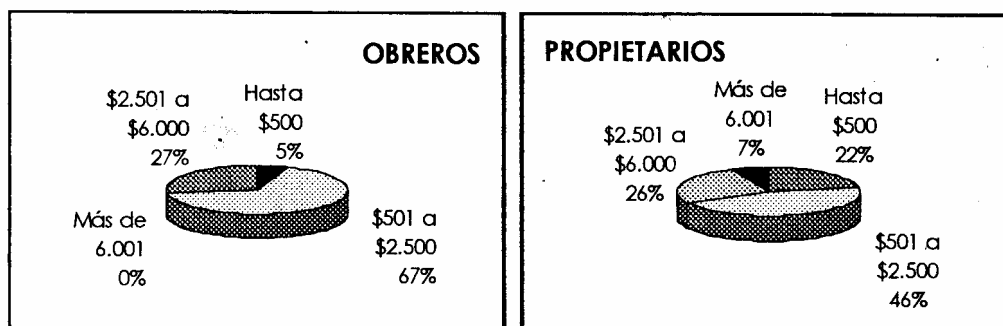 OBREROS
$2.501 a
$6.000
27%
Hasta
$500
5%
Más de
6.001
0%
$501 a
$2.500
67%
PROPIETARIOS
Más de
6.001
7%
Hasta
$500
22%
$2.501 a
$6.000
26%
$501 a
$2.500
46%